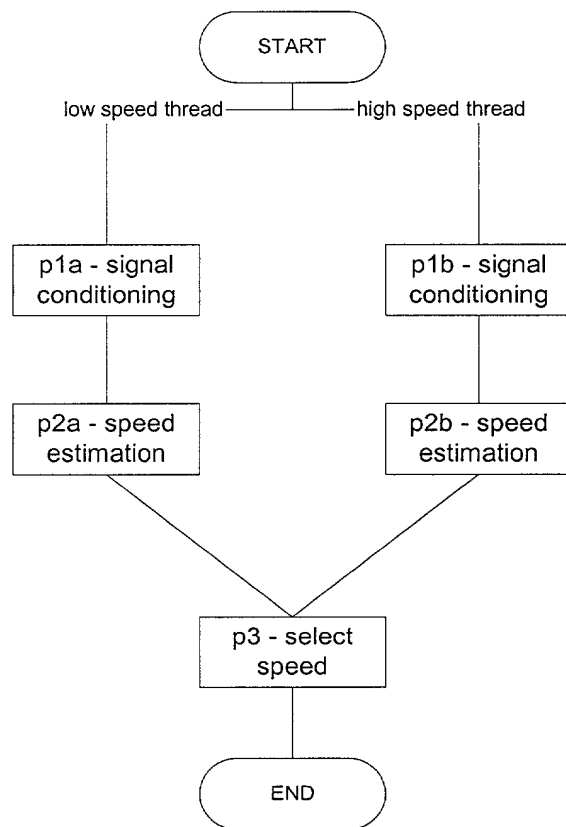 START
low speed thread
high speed thread
p1a - signal
conditioning
p1b - signal
conditioning
p2a - speed
estimation
p2b - speed
estimation
p3 - select
speed
END